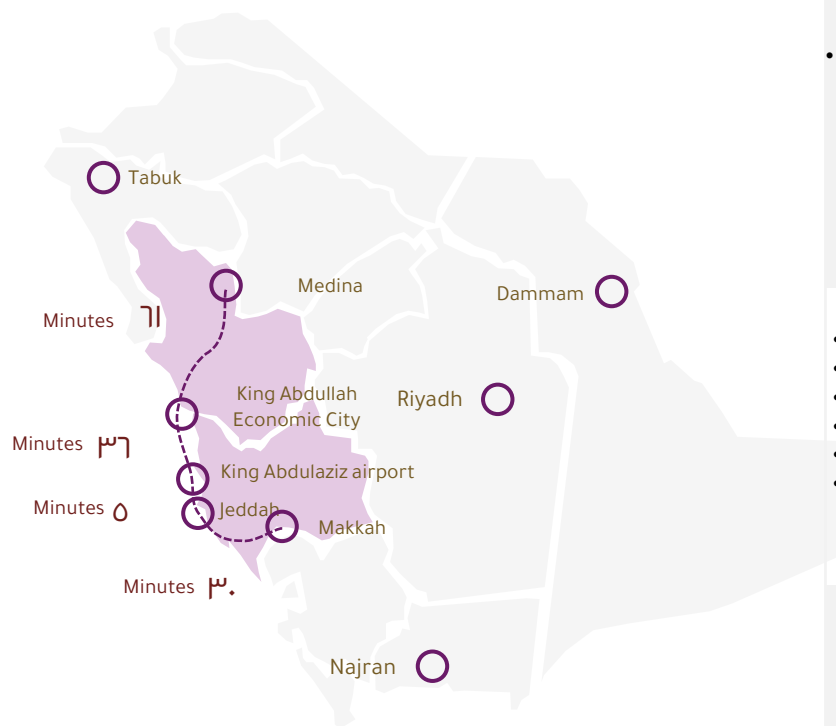 Tabuk
Medina
Dammam
Minutes ٦١
King Abdullah
Economic City
Riyadh
Minutes ٣٦
King Abdulaziz airport
Minutes ٥
Jeddah
Makkah
Minutes ٣٠
Najran